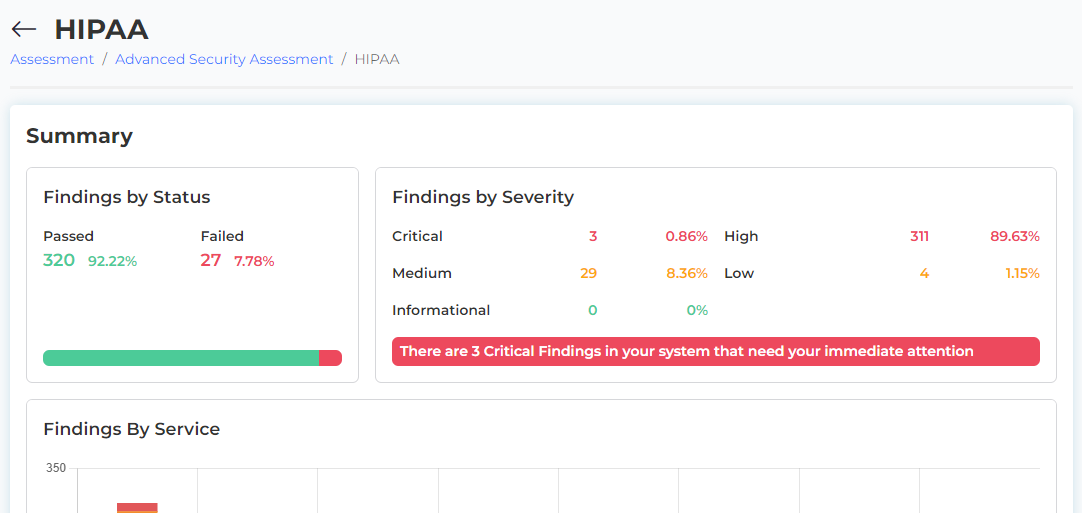 HIPAA
Assessment / Advanced Security Assessment / HIPAA
Summary
Findings by Status
Passed Failed
320 92.22% 27 7.78%
Findings by Severity
Critical 3 0.86% High 311 89.63%
Medium 29 8.36% Low 4 1.15%
Informational 0 0%
There are 3 Critical Findings in your system that need your immediate attention
Findings By Service
350